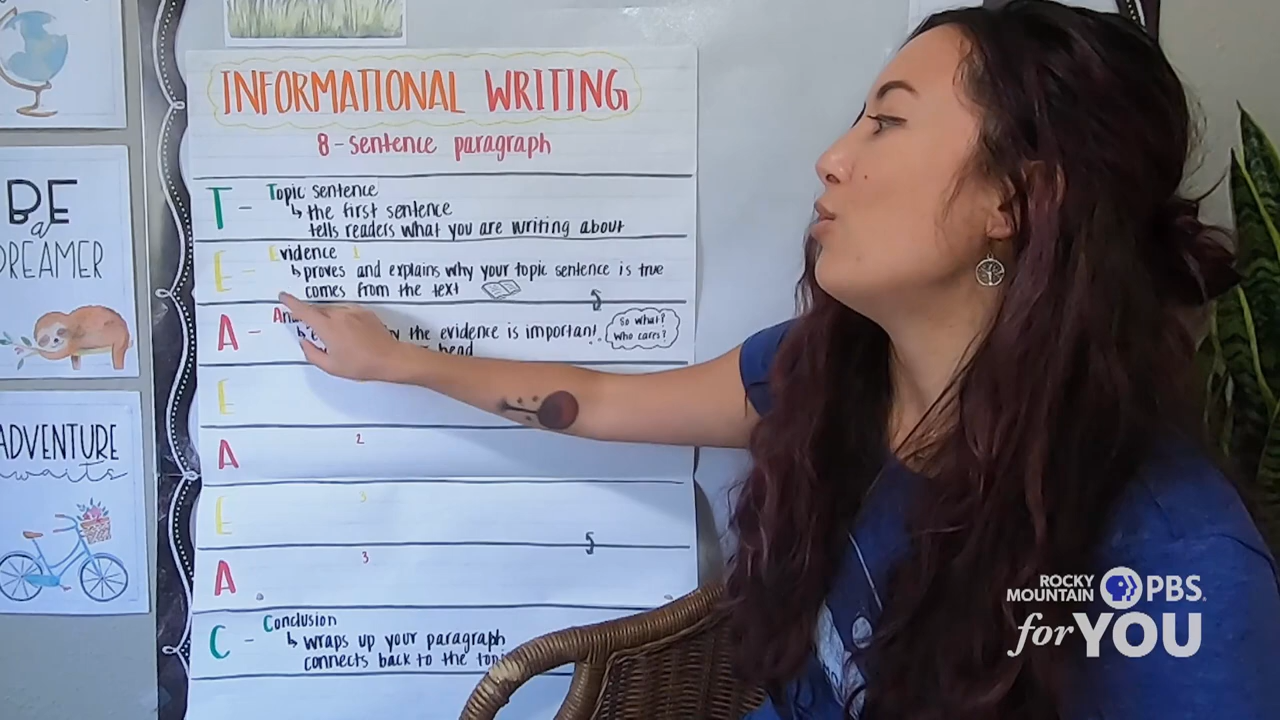 BE
a
DREAMER
ADVENTURE
awaits
INFORMATIONAL WRITING
8-sentence paragraph
T - Topic sentence
↳ the first sentence
tells readers what you are writing about
E - Evidence 1
↳ proves and explains why your topic sentence is true
comes from the text
A - 
the evidence is important!
So what?
Who cares?
head
E
A
2
E
3
A
3
C - Conclusion
↳ wraps up your paragraph
connects back to the
ROCKY
MOUNTAIN PBS
for YOU